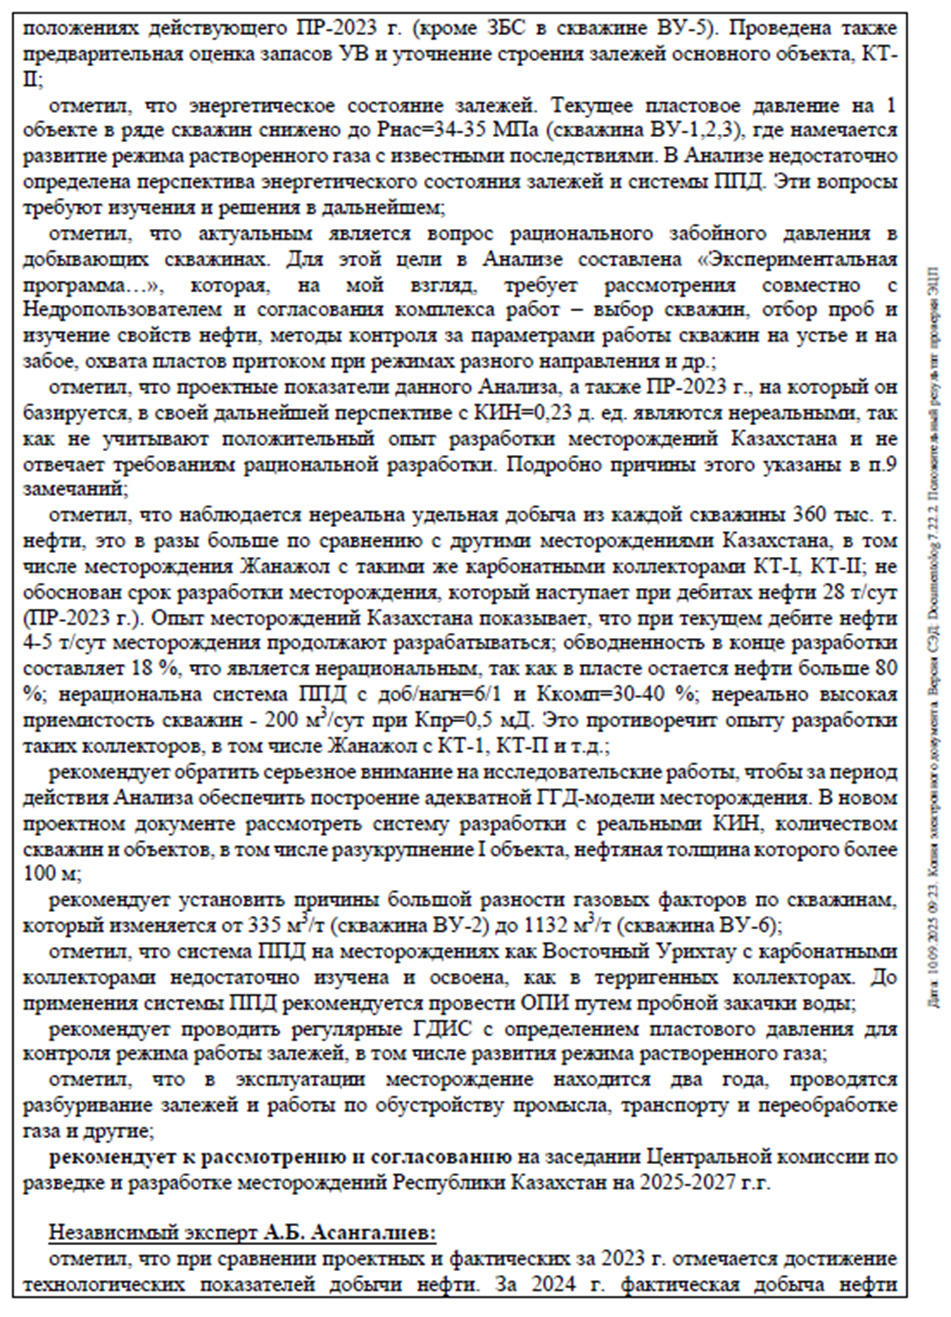 положениях действующего ПР-2023 г. (кроме ЗБС в скважине ВУ-5). Проведена также
предварительная оценка запасов УВ и уточнение строения залежей основного объекта, КТ-
II;
отметил, что энергетическое состояние залежей. Текущее пластовое давление на 1
объекте в ряде скважин снижено до Рнас=34-35 МПа (скважина ВУ-1,2,3), где намечается
развитие режима растворенного газа с известными последствиями. В Анализе недостаточно
определена перспектива энергетического состояния залежей и системы ППД. Эти вопросы
требуют изучения и решения в дальнейшем;
отметил, что актуальным является вопрос рационального забойного давления в
добывающих скважинах. Для этой цели в Анализе составлена «Экспериментальная
программа…», которая, на мой взгляд, требует рассмотрения совместно с
Недропользователем и согласования комплекса работ – выбор скважин, отбор проб и
изучение свойств нефти, методы контроля за параметрами работы скважин на устье и на
забое, охвата пластов притоком при режимах разного направления и др.;
отметил, что проектные показатели данного Анализа, а также ПР-2023 г., на который он
базируется, в своей дальнейшей перспективе с КИН=0,23 д. ед. являются нереальными, так
как не учитывают положительный опыт разработки месторождений Казахстана и не
отвечает требованиям рациональной разработки. Подробно причины этого указаны в п.9
замечаний;
отметил, что наблюдается нереальна удельная добыча из каждой скважины 360 тыс. т.
нефти, это в разы больше по сравнению с другими месторождениями Казахстана, в том
числе месторождения Жанажол с такими же карбонатными коллекторами КТ-I, КТ-II; не
обоснован срок разработки месторождения, который наступает при дебитах нефти 28 т/сут
(ПР-2023 г.). Опыт месторождений Казахстана показывает, что при текущем дебите нефти
4-5 т/сут месторождения продолжают разрабатываться; обводненность в конце разработки
составляет 18 %, что является нерациональным, так как в пласте остается нефти больше 80
%; нерациональна система ППД с доб/нагн=6/1 и Ккомп=30-40 %; нереально высокая
приемистость скважин - 200 м³/сут при Кпр=0,5 мД. Это противоречит опыту разработки
таких коллекторов, в том числе Жанажол с КТ-1, КТ-П и т.д.;
рекомендует обратить серьезное внимание на исследовательские работы, чтобы за период
действия Анализа обеспечить построение адекватной ГГД-модели месторождения. В новом
проектном документе рассмотреть систему разработки с реальными КИН, количеством
скважин и объектов, в том числе разукрупнение I объекта, нефтяная толщина которого более
100 м;
рекомендует установить причины большой разности газовых факторов по скважинам,
который изменяется от 335 м³/т (скважина ВУ-2) до 1132 м³/т (скважина ВУ-6);
отметил, что система ППД на месторождениях как Восточный Урихтау с карбонатными
коллекторами недостаточно изучена и освоена, как в терригенных коллекторах. До
применения системы ППД рекомендуется провести ОПИ путем пробной закачки воды;
рекомендует проводить регулярные ГДИС с определением пластового давления для
контроля режима работы залежей, в том числе развития режима растворенного газа;
отметил, что в эксплуатации месторождение находится два года, проводятся
разбуривание залежей и работы по обустройству промысла, транспорту и переобработке
газа и другие;
рекомендует к рассмотрению и согласованию на заседании Центральной комиссии по
разведке и разработке месторождений Республики Казахстан на 2025-2027 г.г.
Независимый эксперт А.Б. Асангалиев:
отметил, что при сравнении проектных и фактических за 2023 г. отмечается достижение
технологических показателей добычи нефти. За 2024 г. фактическая добыча нефти
Дата: 10.09.2025 09:23. Копия электронного документа. Версия СЭД: Documentolog 7.22.2. Положительный результат проверки ЭЦП